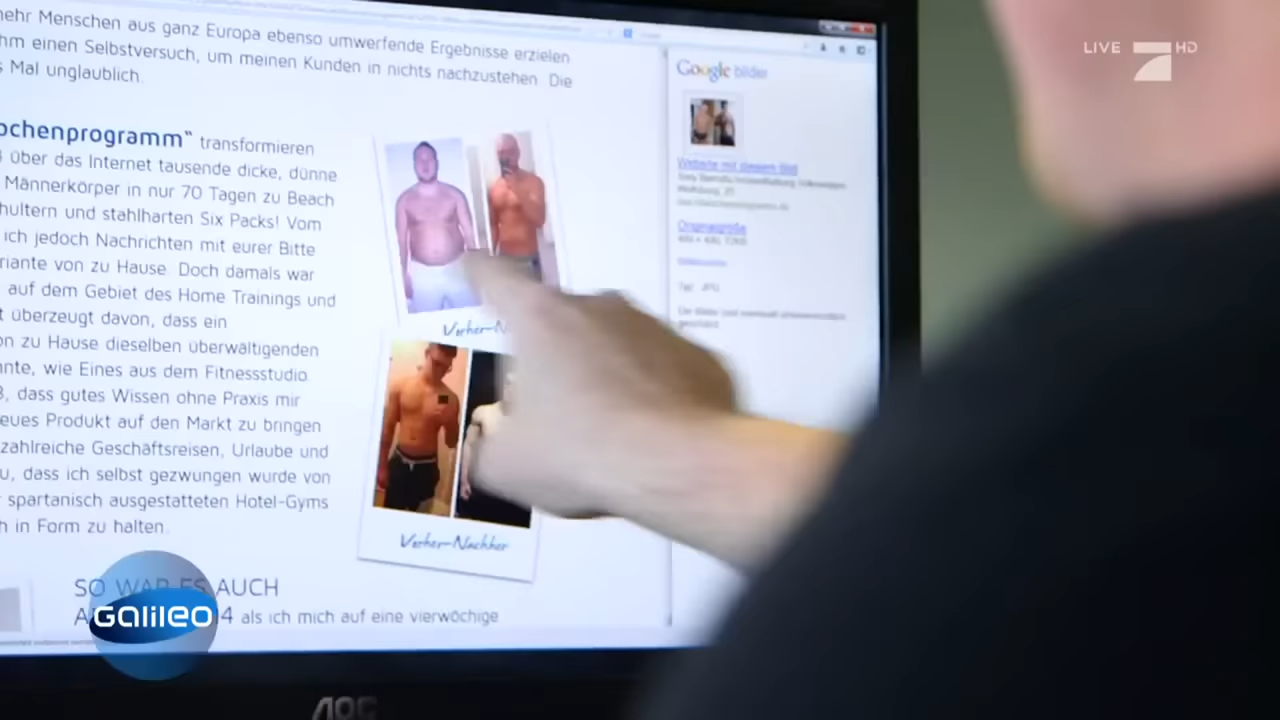 nehr Menschen aus ganz Europa ebenso umwerfende Ergebnisse erzielen
hm einen Selbstversuch, um meinen Kunden in nichts nachzustehen. Die
s Mal unglaublich.
ochenprogramm“ transformieren
über das Internet tausende dicke, dünne
Männerkörper in nur 70 Tagen zu Beach
hultern und stahlharten Six Packs! Vom
ich jedoch Nachrichten mit eurer Bitte
riante von zu Hause. Doch damals war
auf dem Gebiet des Home Trainings und
t überzeugt davon, dass ein
on zu Hause dieselben überwältigenden
nnte, wie Eines aus dem Fitnessstudio.
3, dass gutes Wissen ohne Praxis mir
eues Produkt auf den Markt zu bringen
zahlreiche Geschäftsreisen, Urlaube und
u, dass ich selbst gezwungen wurde von
spartanisch ausgestatteten Hotel-Gyms
h in Form zu halten.
Vorher-N
Vorher-Nachher
SO WAR ES AUCH
A 4 als ich mich auf eine vierwöchige
Google bilder
Website mit diesem Bild
Originalgröße
LIVE 7 HD
Galileo
AOC